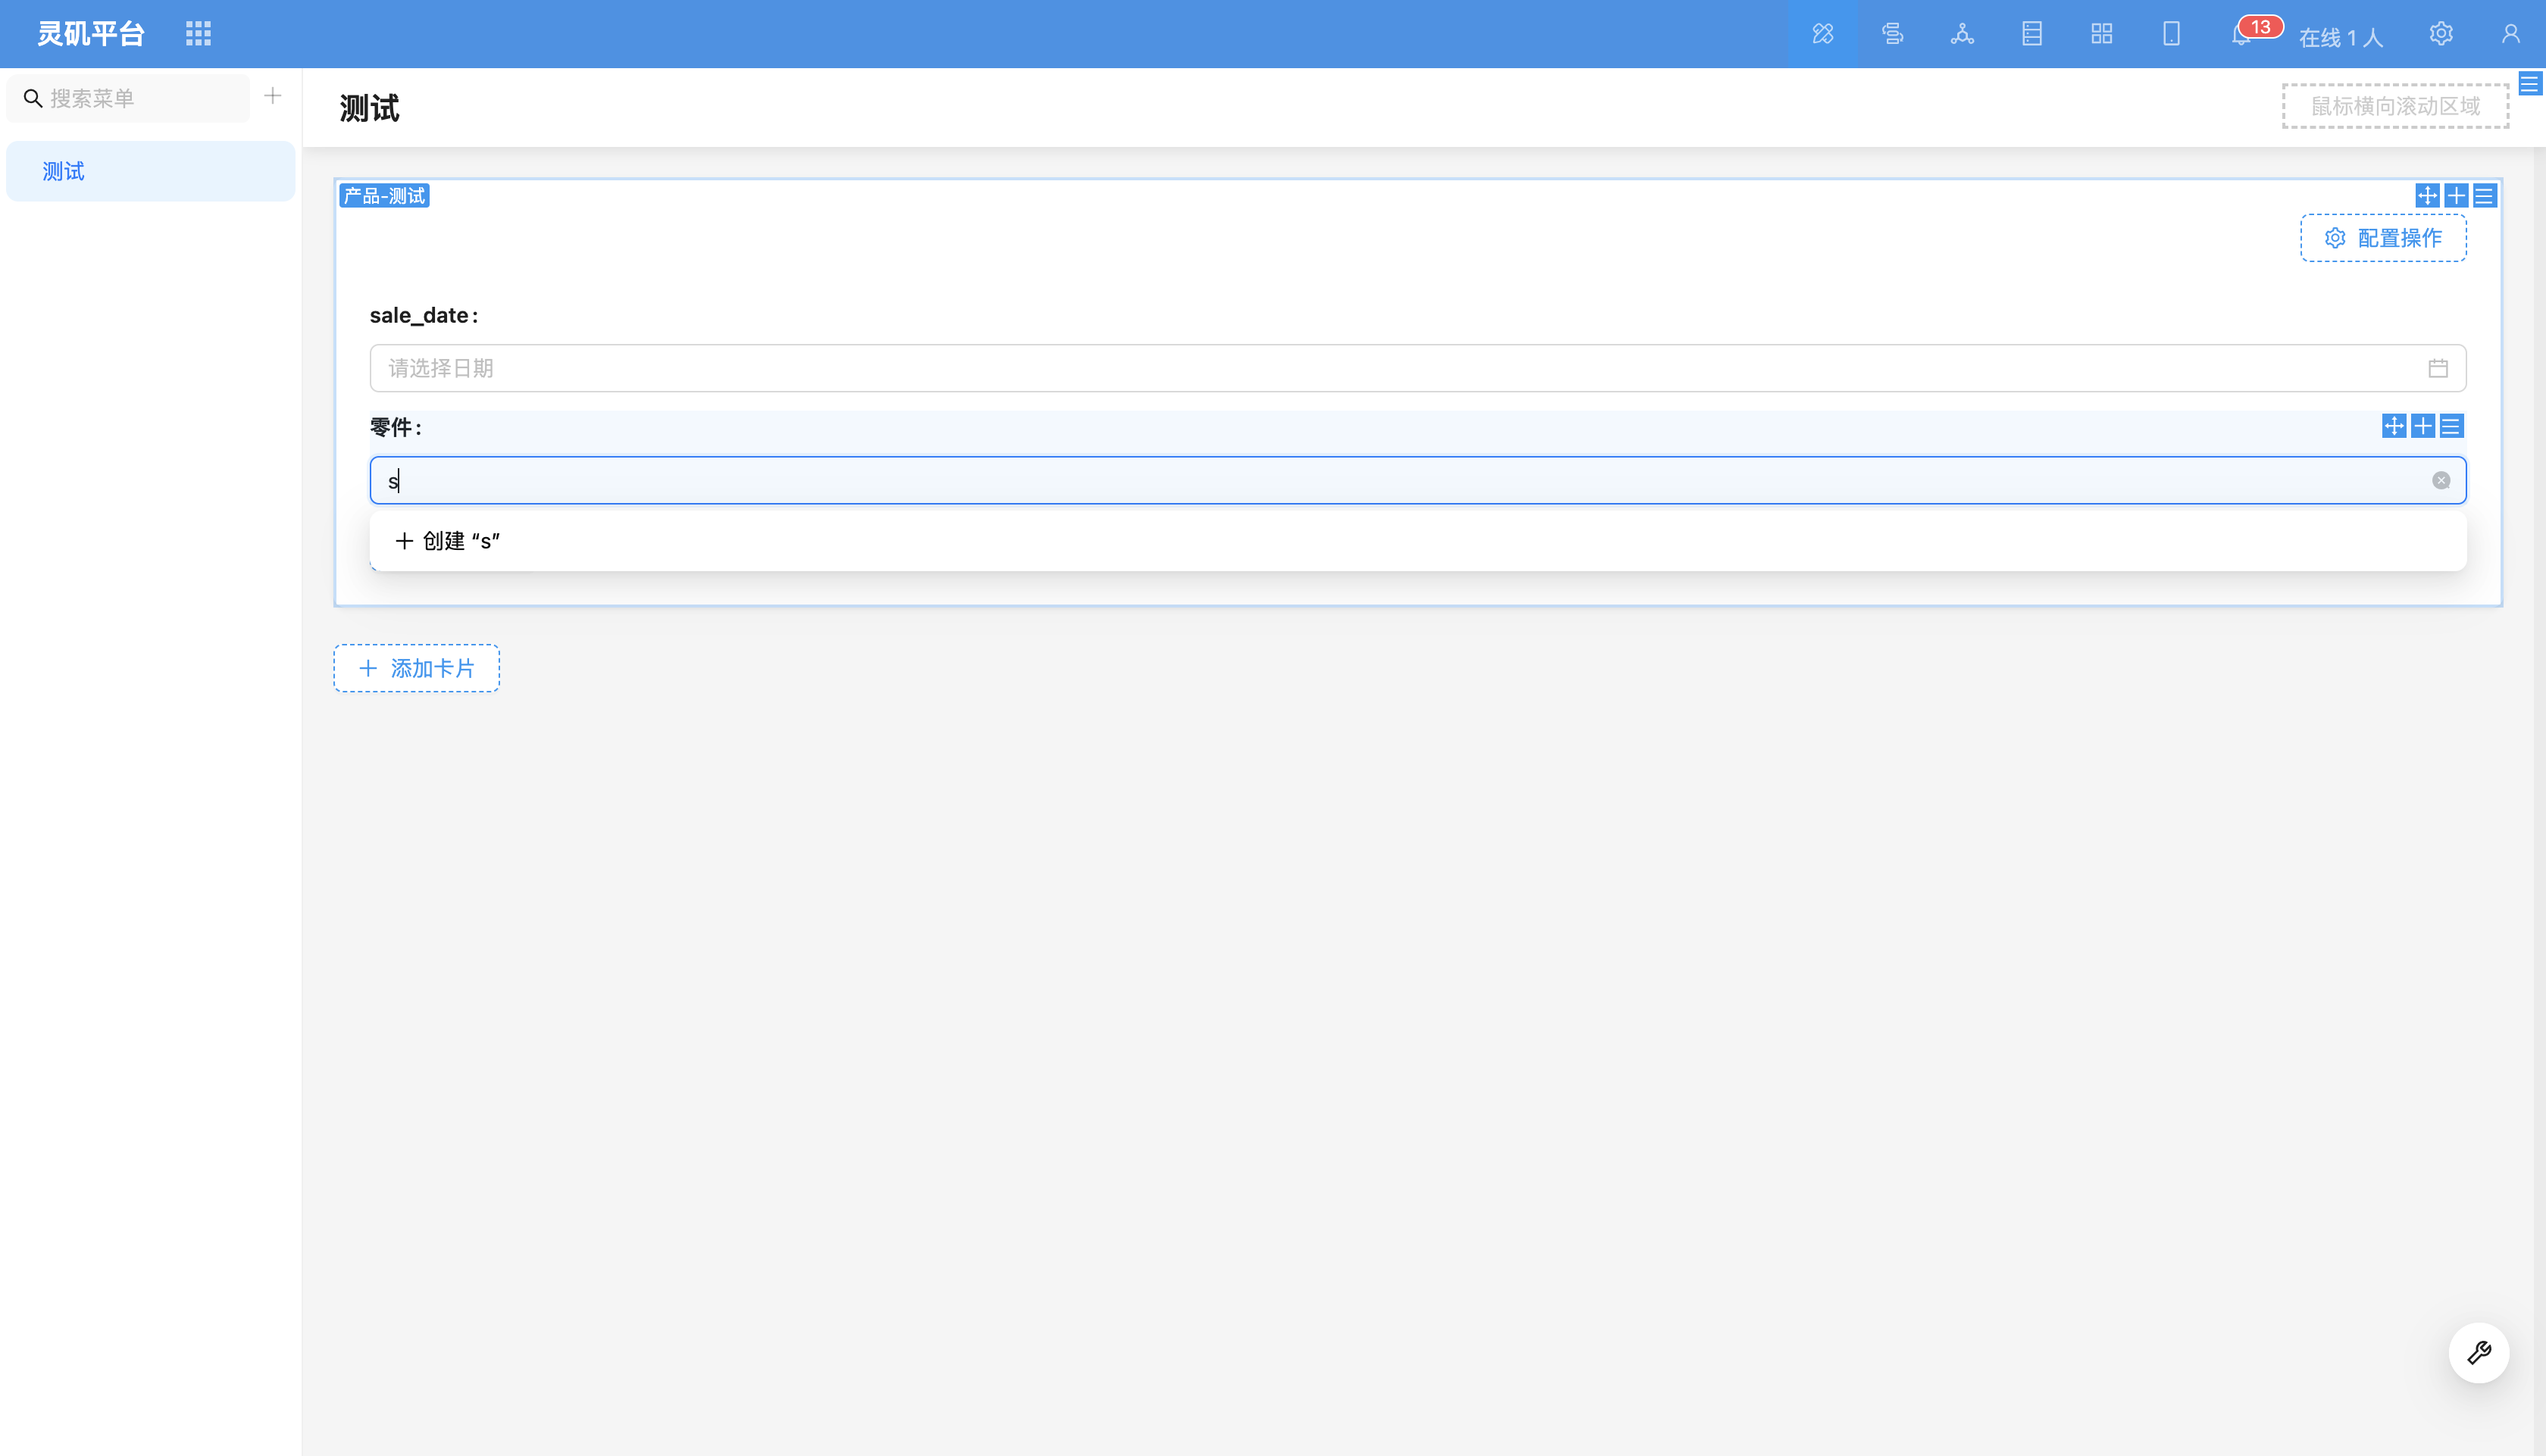 灵矶平台
13
在线 1 人
搜索菜单
测试
测试
鼠标横向滚动区域
产品-测试
配置操作
sale_date :
请选择日期
零件 :
s
创建 “s”
添加卡片